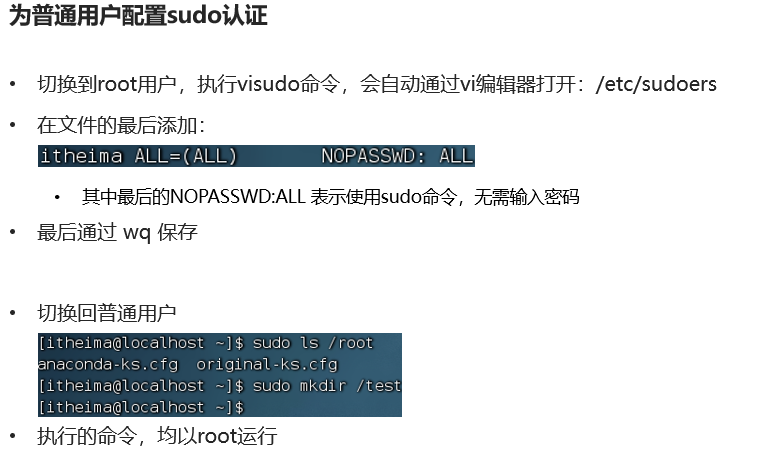 为普通用户配置sudo认证
• 切换到root用户，执行visudo命令，会自动通过vi编辑器打开：/etc/sudoers
• 在文件的最后添加：
itheima ALL=(ALL)       NOPASSWD: ALL
• 其中最后的NOPASSWD:ALL 表示使用sudo命令，无需输入密码
• 最后通过 wq 保存
• 切换回普通用户
[itheima@localhost ~]$ sudo ls /root
anaconda-ks.cfg  original-ks.cfg
[itheima@localhost ~]$ sudo mkdir /test
[itheima@localhost ~]$
• 执行的命令，均以root运行